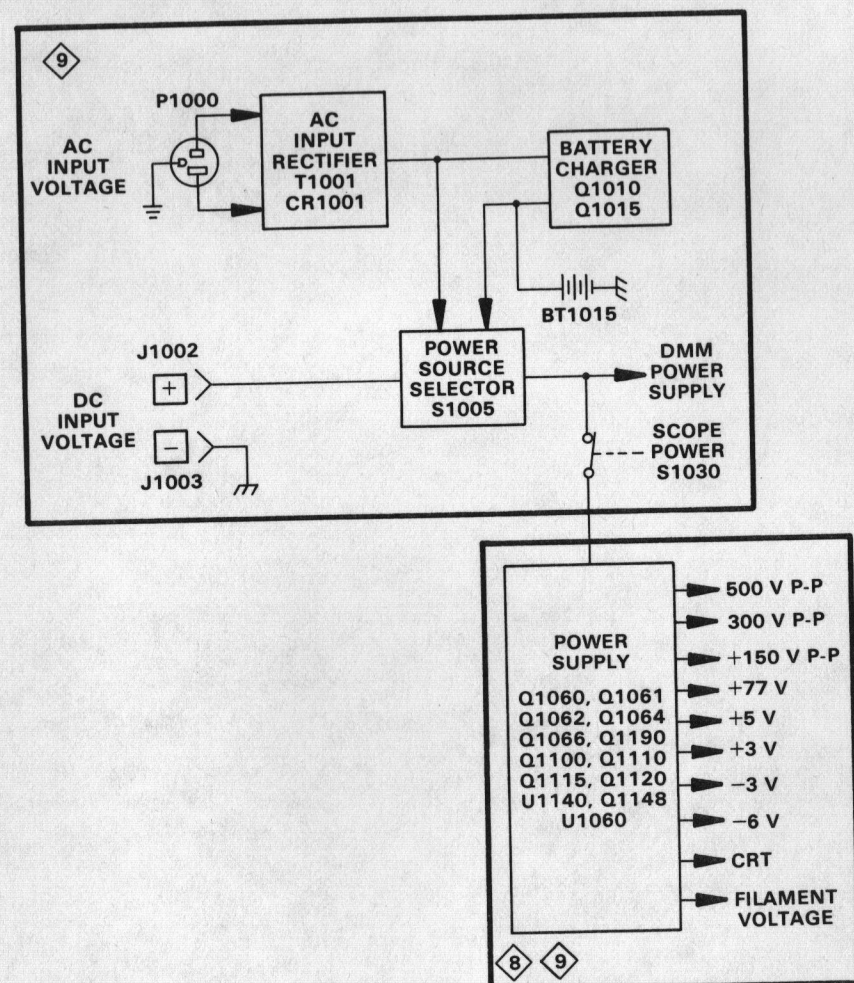 9
P1000
AC
INPUT
VOLTAGE
AC
INPUT
RECTIFIER
T1001
CR1001
BATTERY
CHARGER
Q1010
Q1015
BT1015
J1002
+
DC
INPUT
VOLTAGE
−
J1003
POWER
SOURCE
SELECTOR
S1005
DMM
POWER
SUPPLY
SCOPE
POWER
S1030
POWER
SUPPLY
Q1060, Q1061
Q1062, Q1064
Q1066, Q1190
Q1100, Q1110
Q1115, Q1120
U1140, Q1148
U1060
500 V P-P
300 V P-P
+150 V P-P
+77 V
+5 V
+3 V
−3 V
−6 V
CRT
FILAMENT
VOLTAGE
8 9